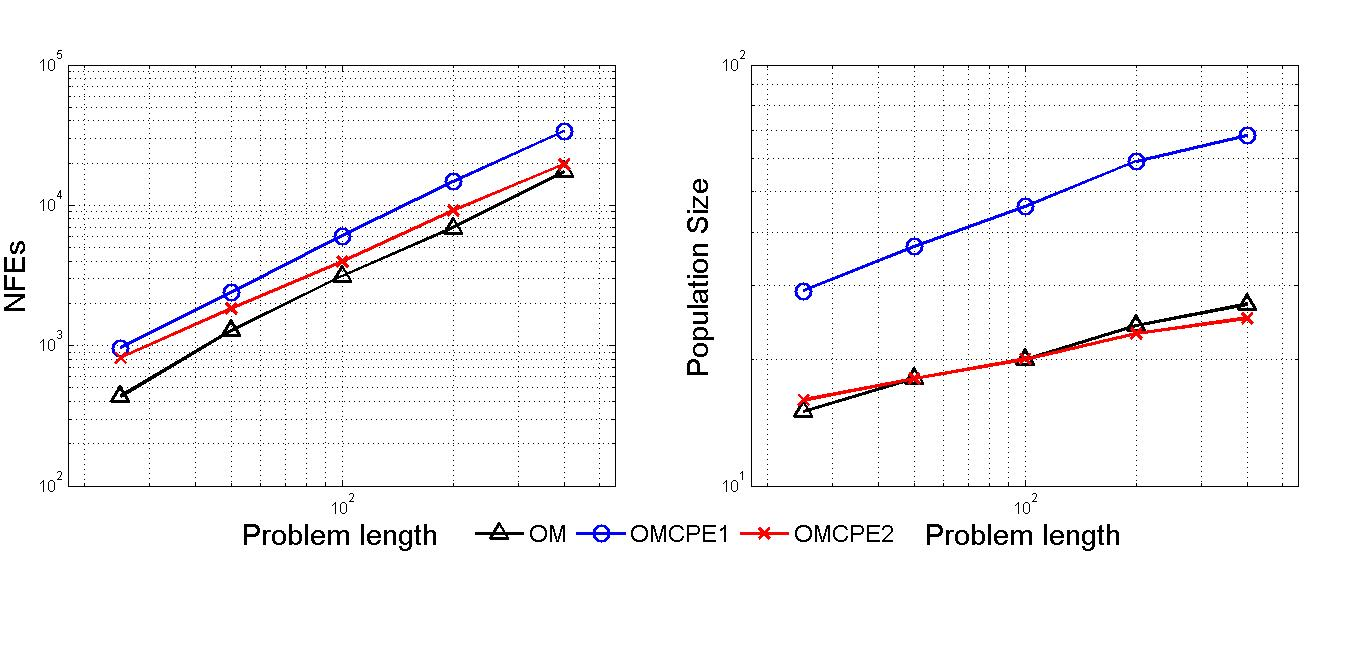 10^5
10^4
10^3
10^2
NFEs
10^2
Problem length
10^2
10^1
Population Size
10^2
Problem length
OM
OMCPE1
OMCPE2